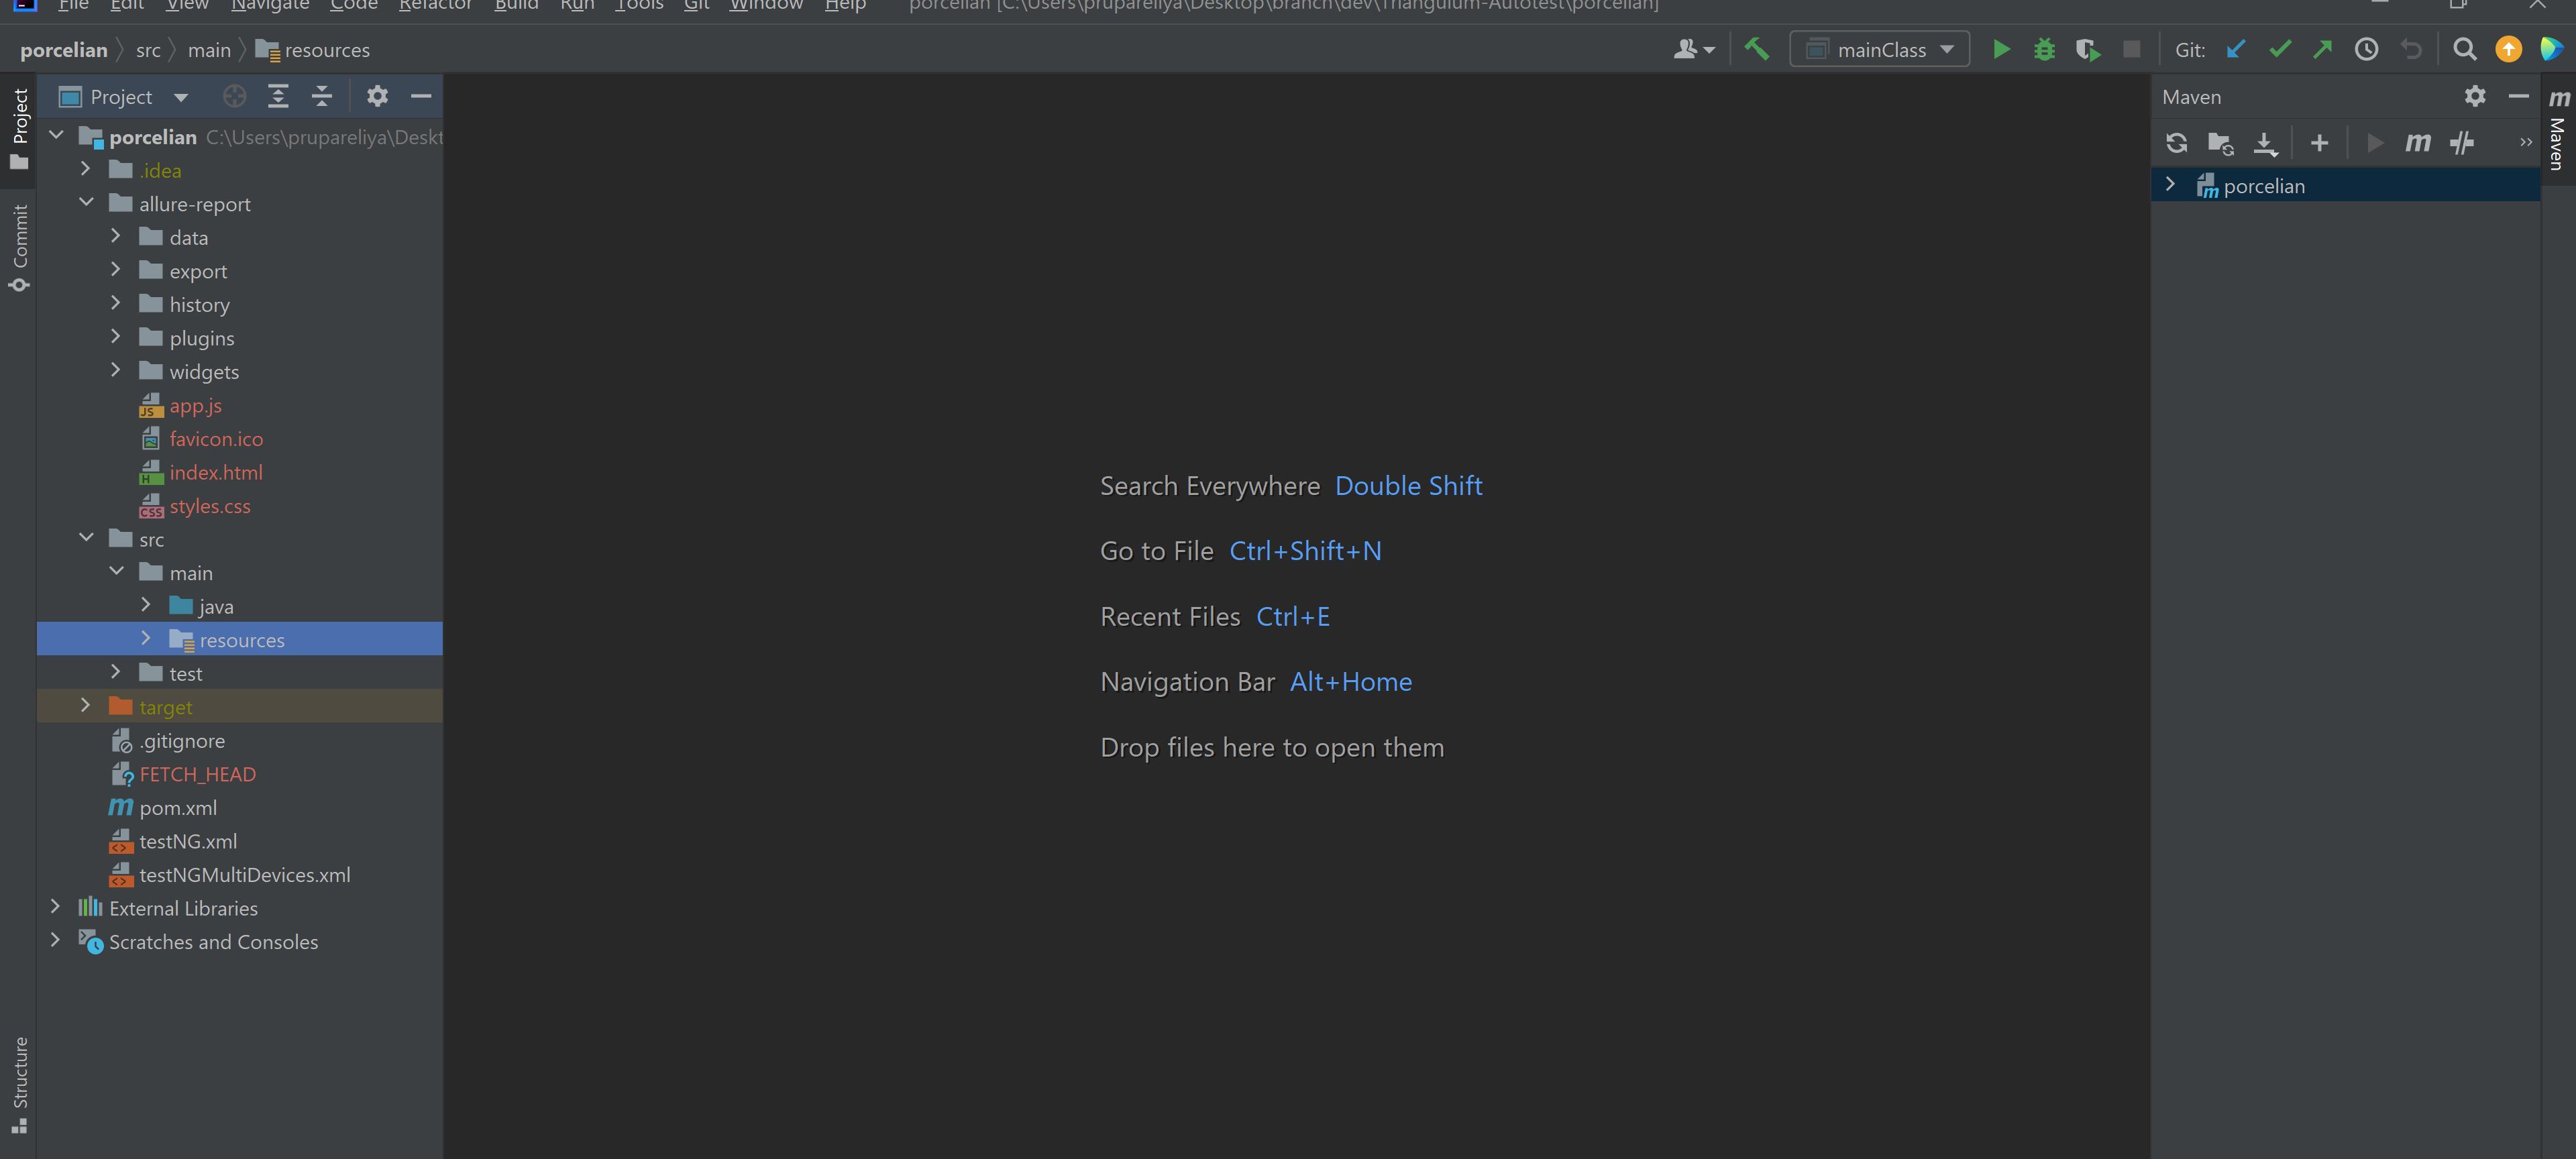 File Edit View Navigate Code Refactor Build Run Tools Git Window Help porcelian [C:\Users\prupareliya\Desktop\branch\dev\Triangulum-Autotest\porcelian]
porcelian src main resources mainClass Git:
Project
Maven
Project
Commit
Structure
Maven
porcelian C:\Users\prupareliya\Deskt
.idea
allure-report
data
export
history
plugins
widgets
app.js
favicon.ico
index.html
styles.css
src
main
java
resources
test
target
.gitignore
FETCH_HEAD
pom.xml
testNG.xml
testNGMultiDevices.xml
External Libraries
Scratches and Consoles
Search Everywhere Double Shift
Go to File Ctrl+Shift+N
Recent Files Ctrl+E
Navigation Bar Alt+Home
Drop files here to open them
porcelian